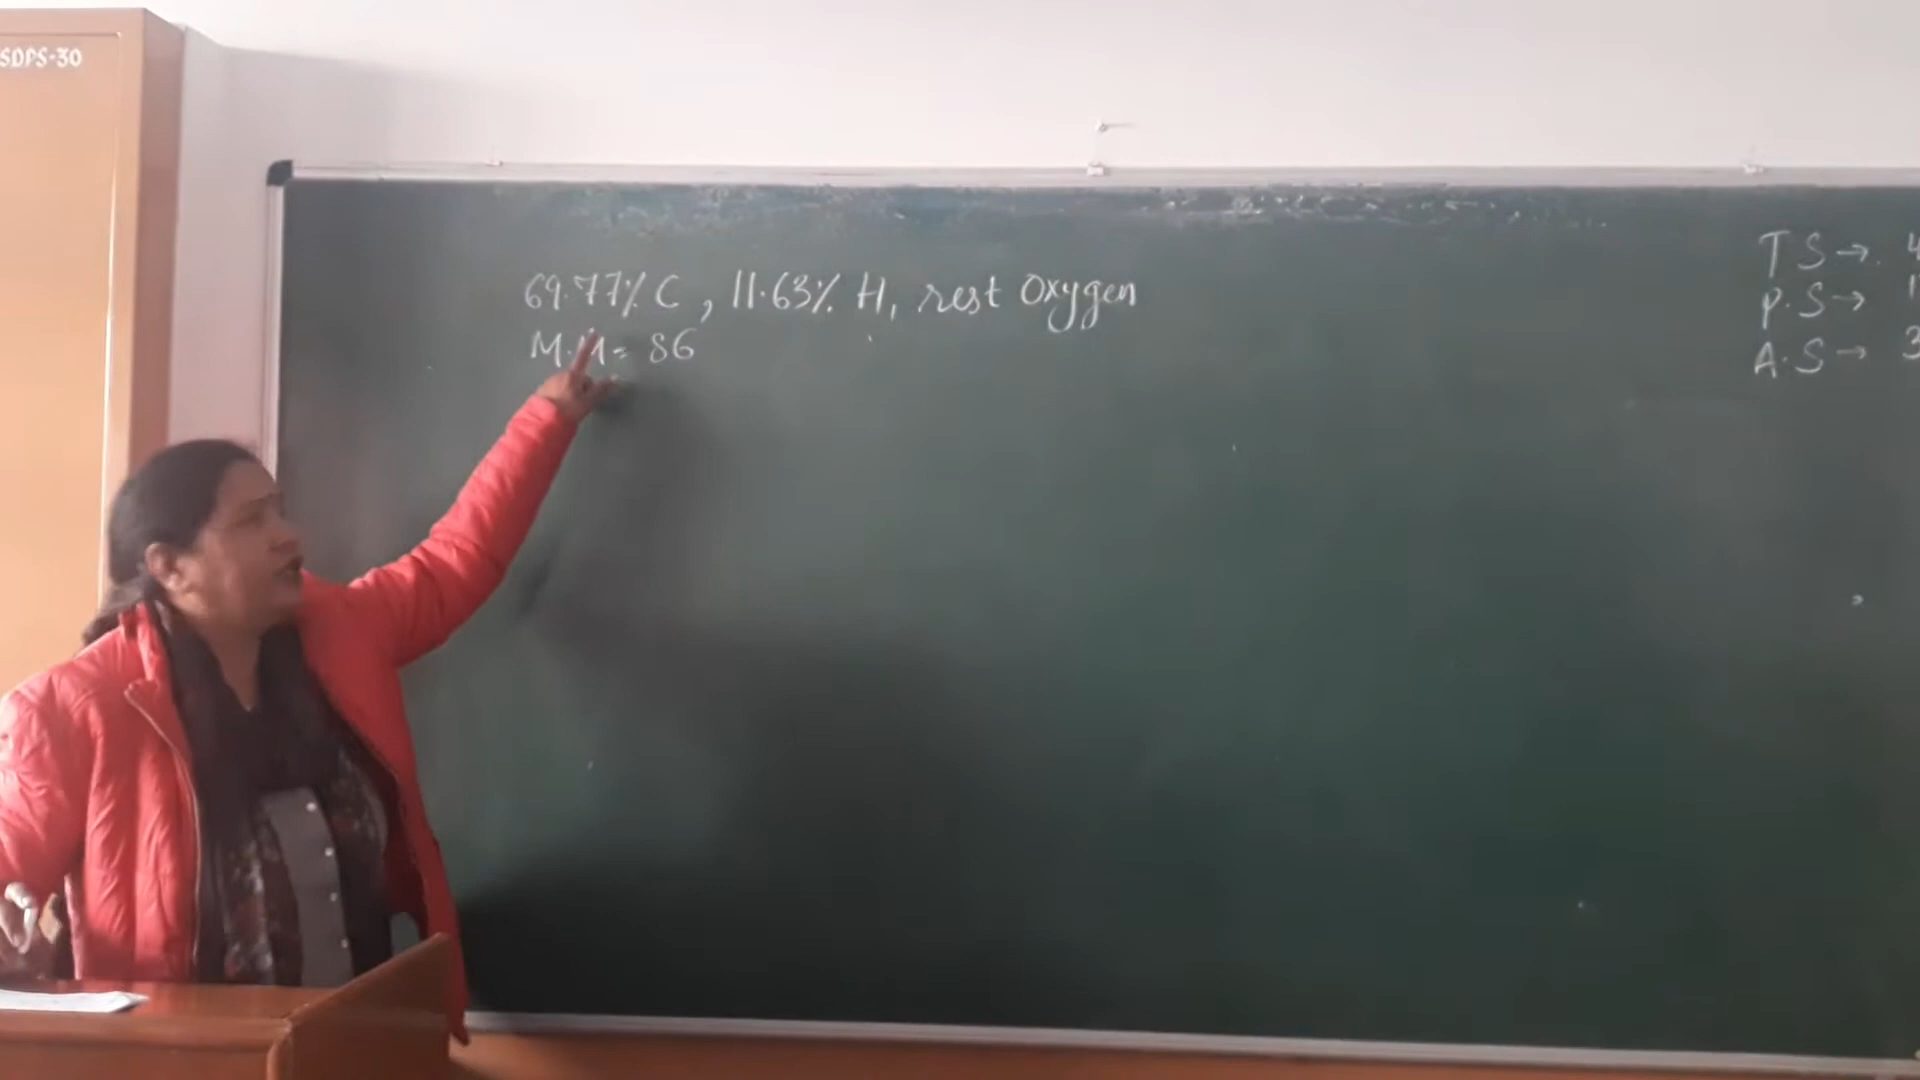 SDPS-30
69.77% C, 11.63% H, rest Oxygen
M.M = 86
T S →
P.S →
A.S →